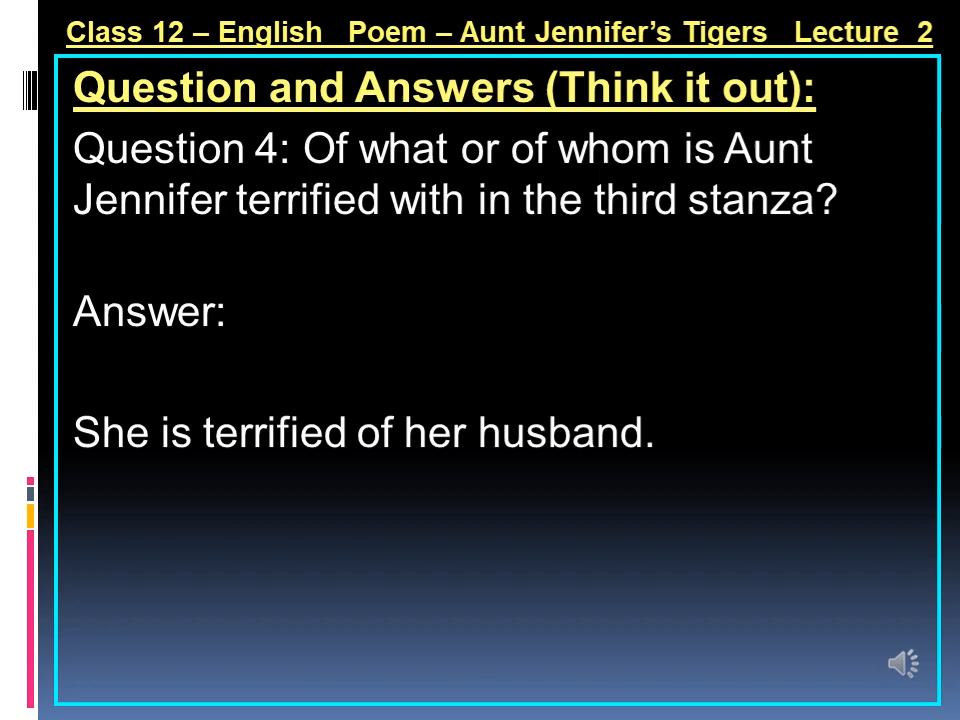 Class 12 – English   Poem – Aunt Jennifer’s Tigers   Lecture  2
Question and Answers (Think it out):
Question 4: Of what or of whom is Aunt
Jennifer terrified with in the third stanza?
Answer:
She is terrified of her husband.